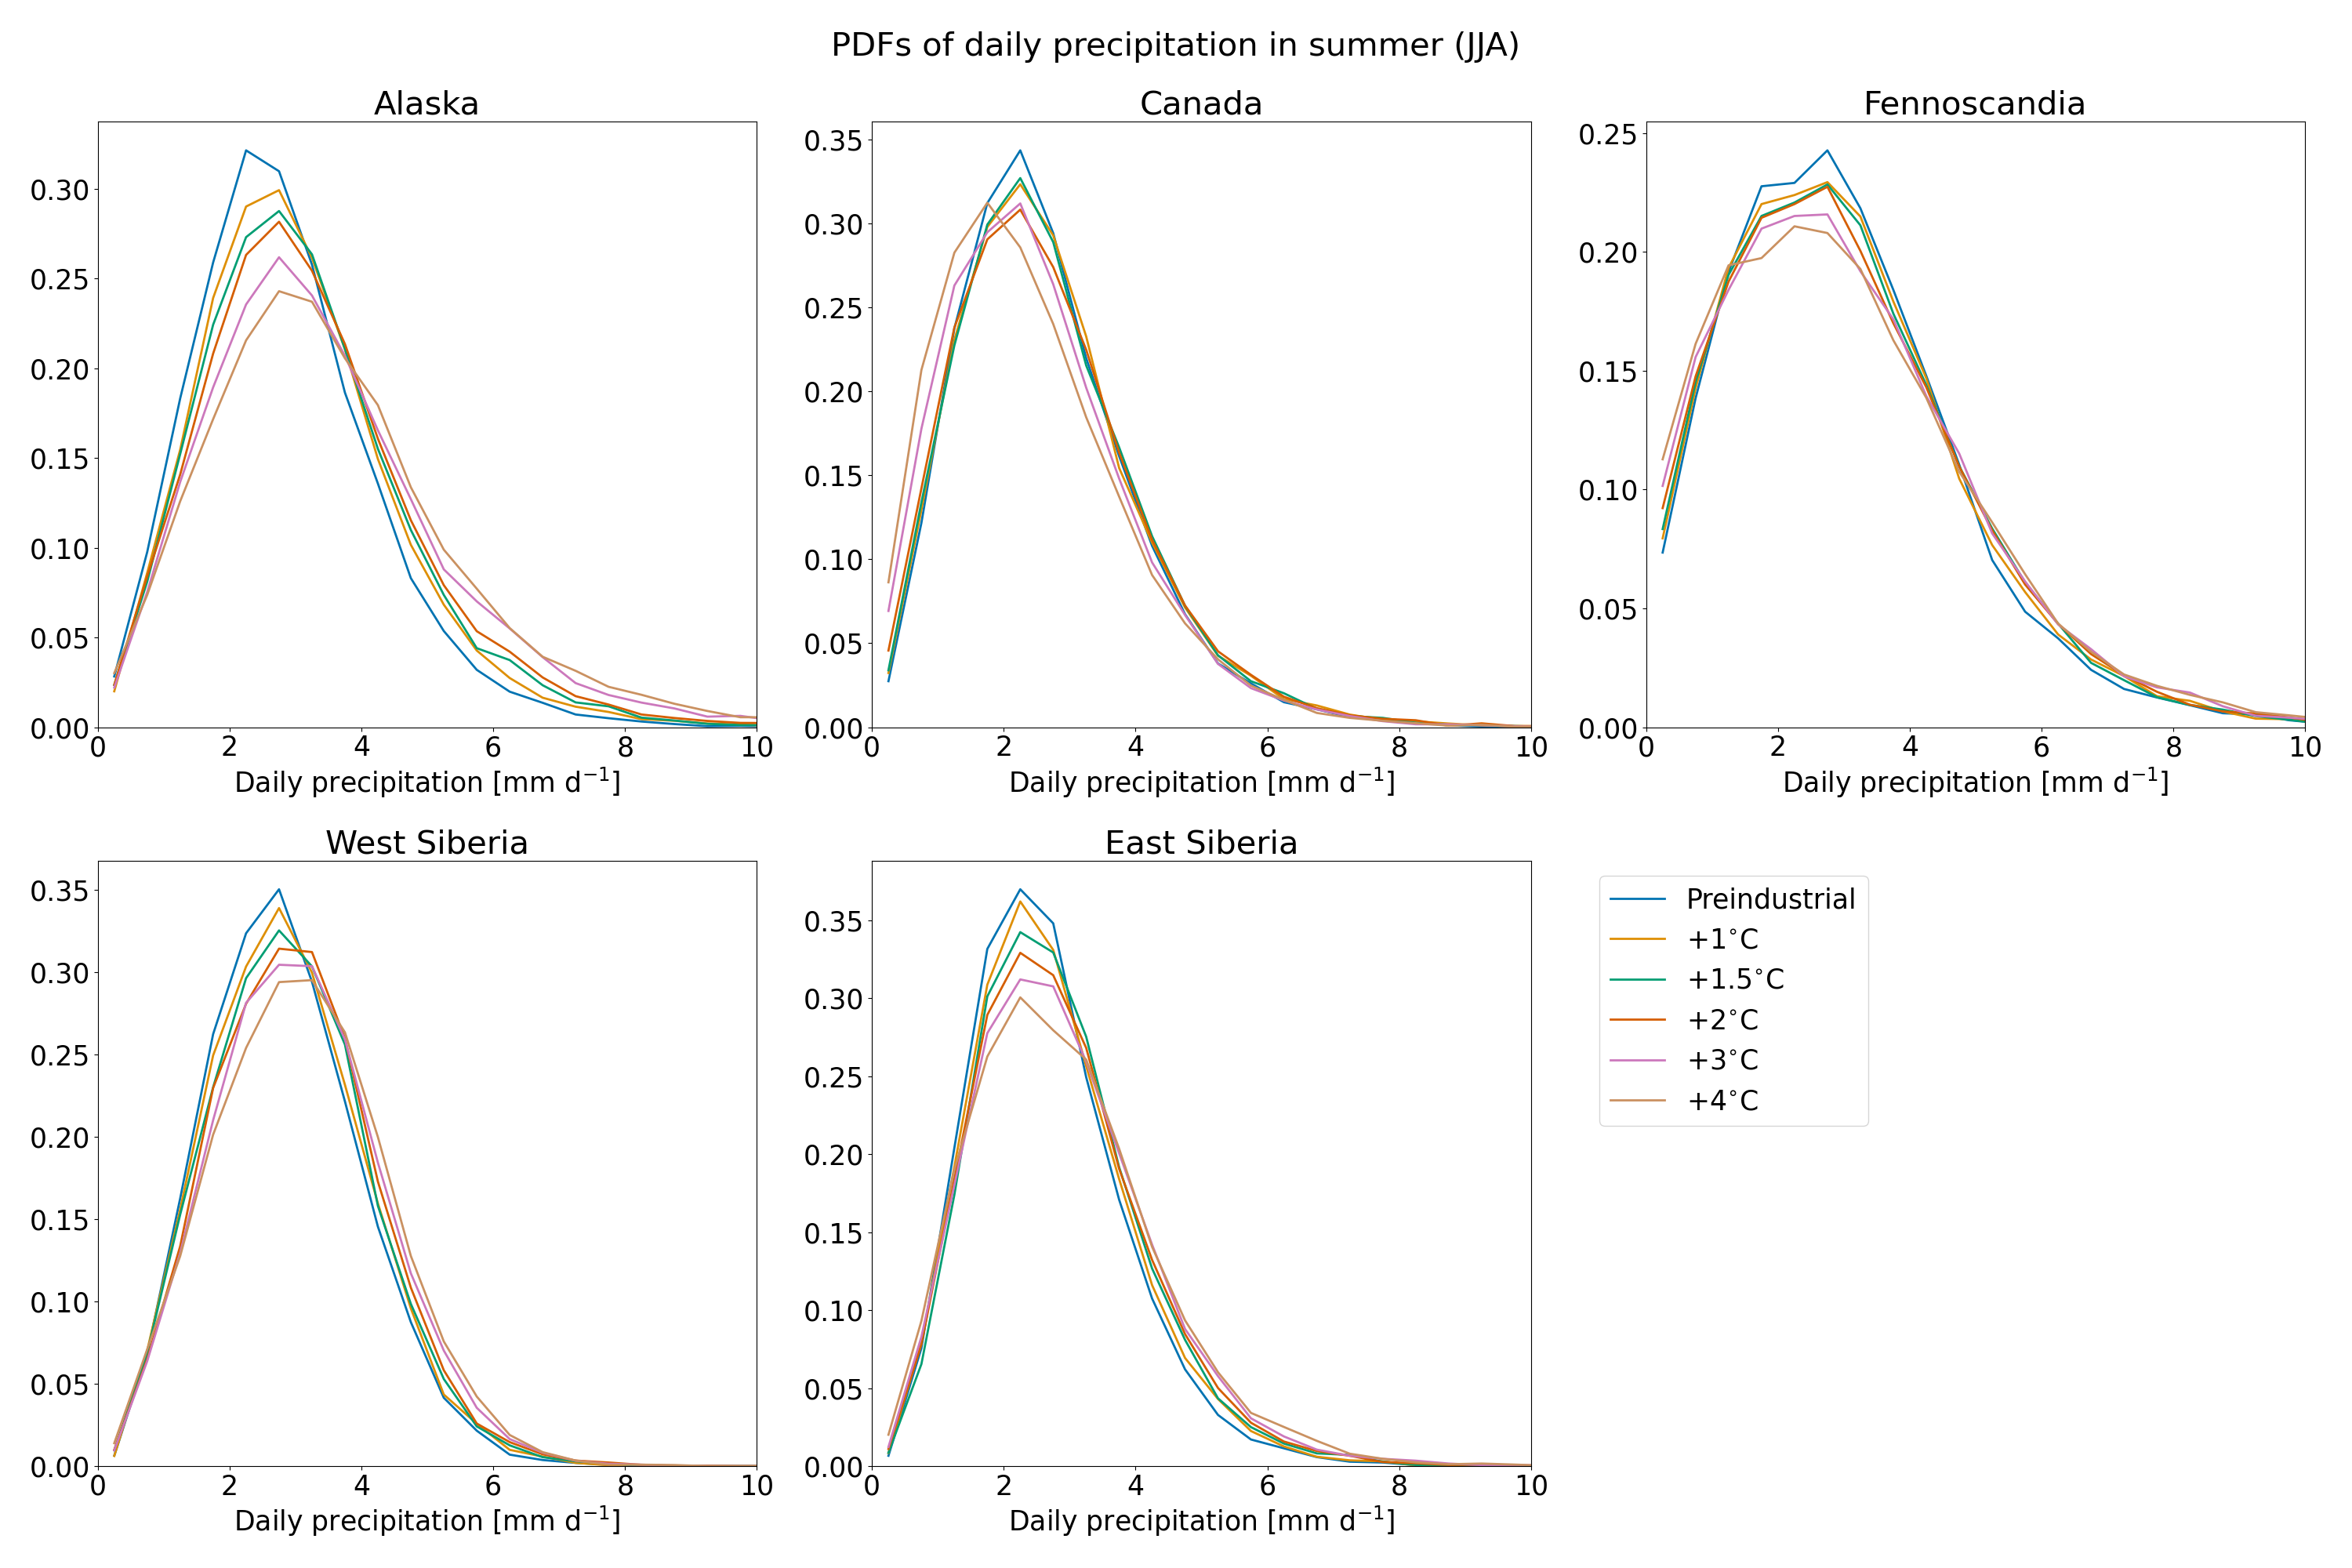 PDFs of daily precipitation in summer (JJA)
Alaska
0.30
0.25
0.20
0.15
0.10
0.05
0.00
0 2 4 6 8 10
Daily precipitation [mm d⁻¹]
Canada
0.35
0.30
0.25
0.20
0.15
0.10
0.05
0.00
0 2 4 6 8 10
Daily precipitation [mm d⁻¹]
Fennoscandia
0.25
0.20
0.15
0.10
0.05
0.00
0 2 4 6 8 10
Daily precipitation [mm d⁻¹]
West Siberia
0.35
0.30
0.25
0.20
0.15
0.10
0.05
0.00
0 2 4 6 8 10
Daily precipitation [mm d⁻¹]
East Siberia
0.35
0.30
0.25
0.20
0.15
0.10
0.05
0.00
0 2 4 6 8 10
Daily precipitation [mm d⁻¹]
Preindustrial
+1°C
+1.5°C
+2°C
+3°C
+4°C